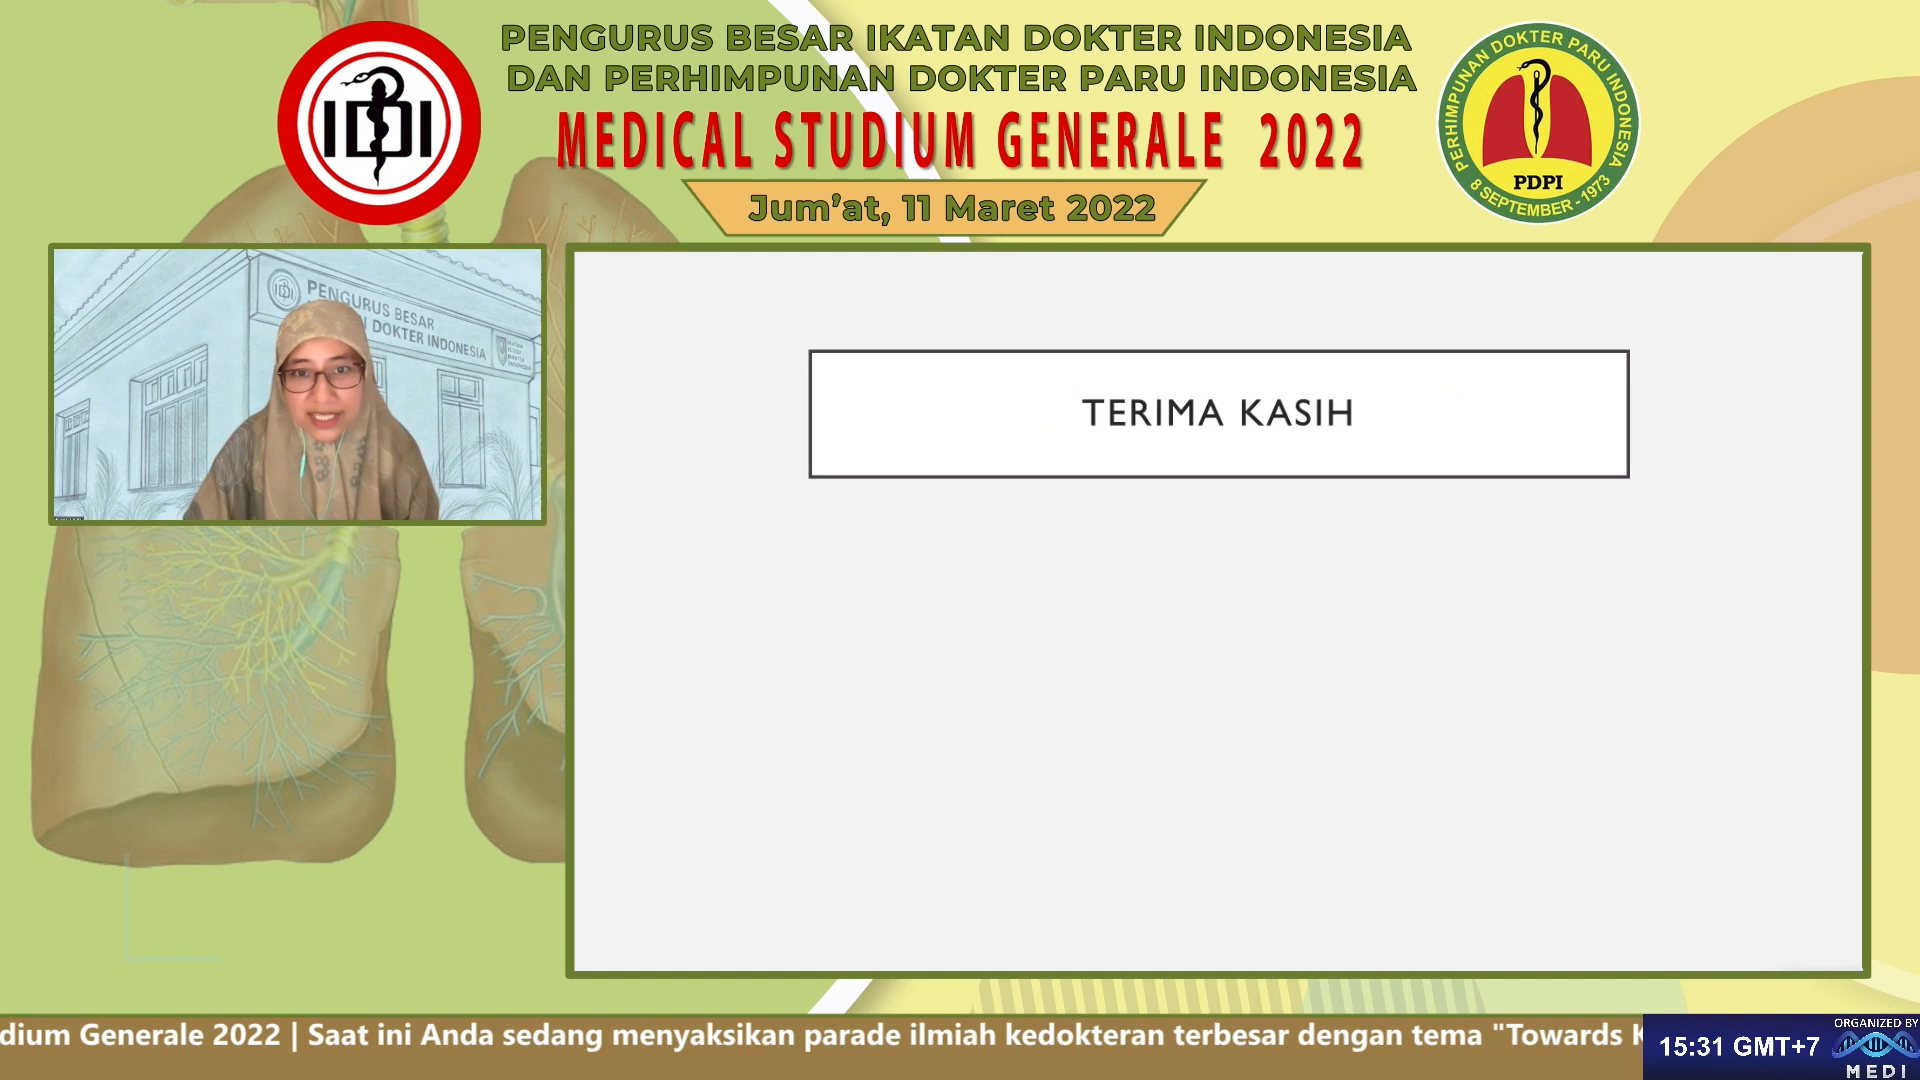 PENGURUS BESAR IKATAN DOKTER INDONESIA
DAN PERHIMPUNAN DOKTER PARU INDONESIA
MEDICAL STUDIUM GENERALE 2022
Jum'at, 11 Maret 2022
IDI
PERHIMPUNAN DOKTER PARU INDONESIA
PDPI
8 SEPTEMBER - 1973
IDI
PENGURUS BESAR
DOKTER INDONESIA
TERIMA KASIH
dium Generale 2022 | Saat ini Anda sedang menyaksikan parade ilmiah kedokteran terbesar dengan tema "Towards K
15:31 GMT+7
ORGANIZED BY
MEDI